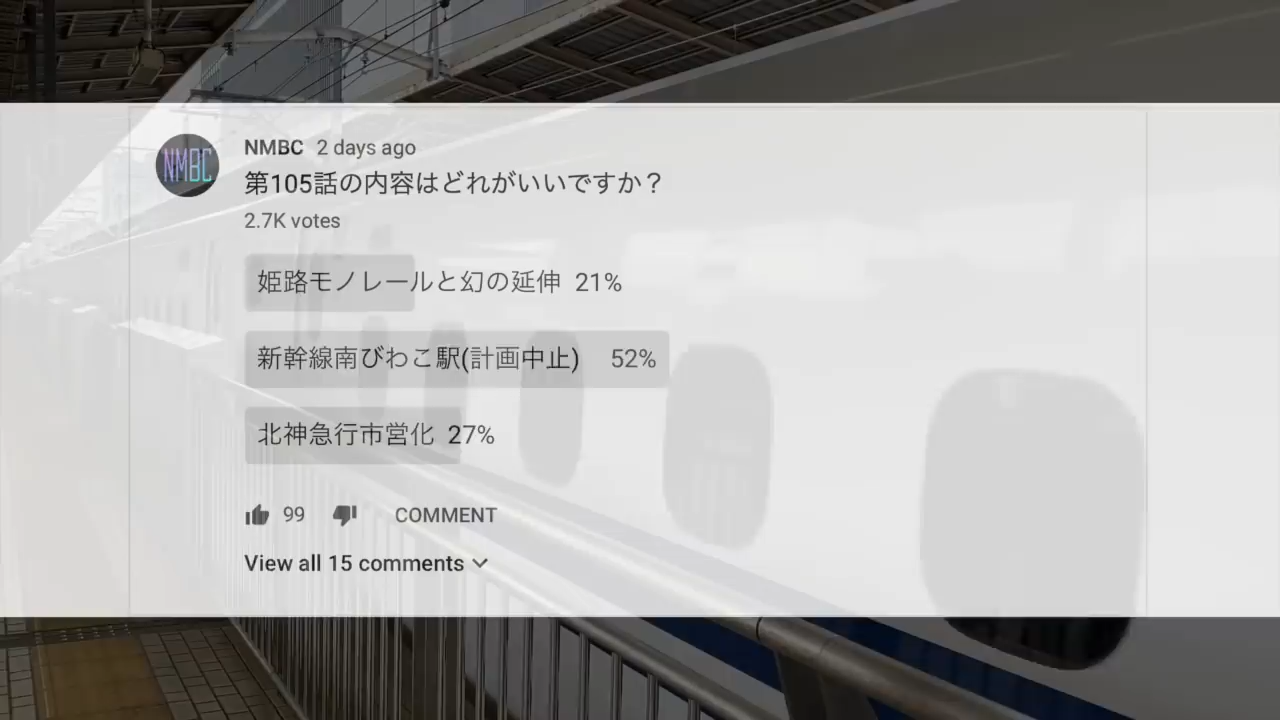 NMBC
NMBC 2 days ago
第105話の内容はどれがいいですか？
2.7K votes
姫路モノレールと幻の延伸 21%
新幹線南びわこ駅(計画中止) 52%
北神急行市営化 27%
99 COMMENT
View all 15 comments